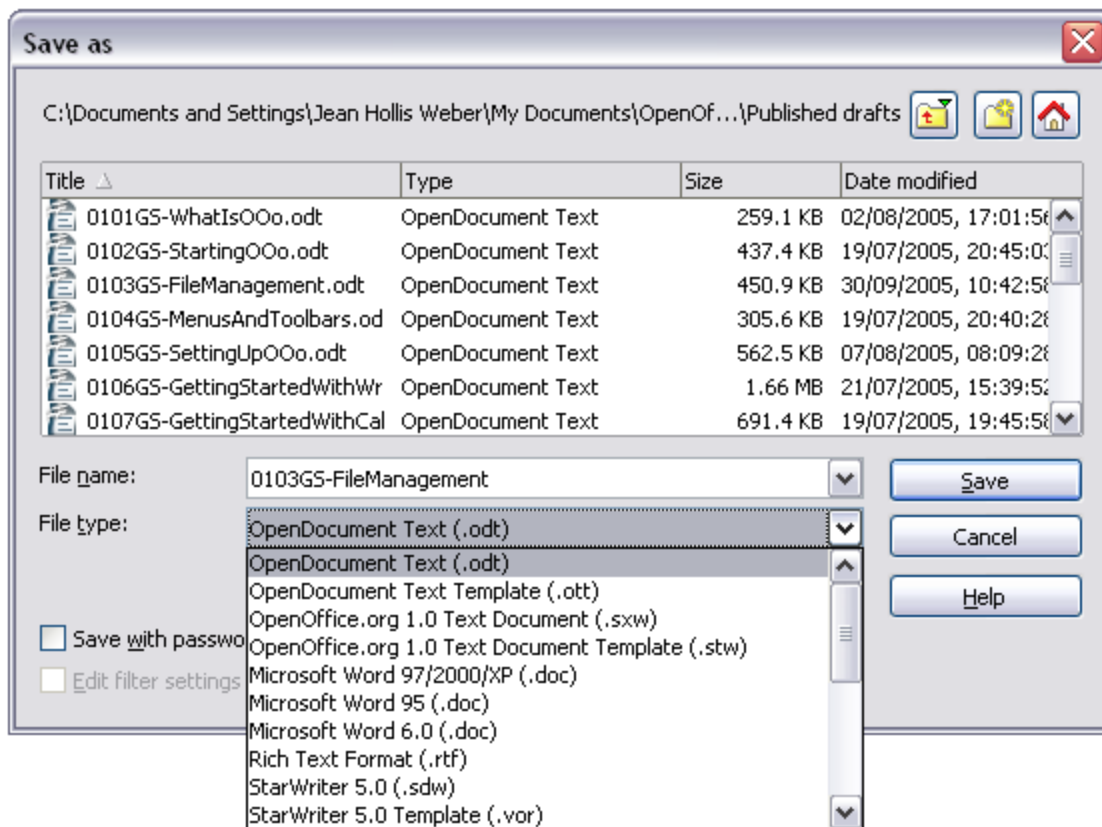 Save as
C:\Documents and Settings\Jean Hollis Weber\My Documents\OpenOf...\Published drafts
Title Type Size Date modified
0101GS-WhatIsOOo.odt OpenDocument Text 259.1 KB 02/08/2005, 17:01:56
0102GS-StartingOOo.odt OpenDocument Text 437.4 KB 19/07/2005, 20:45:03
0103GS-FileManagement.odt OpenDocument Text 450.9 KB 30/09/2005, 10:42:58
0104GS-MenusAndToolbars.od OpenDocument Text 305.6 KB 19/07/2005, 20:40:28
0105GS-SettingUpOOo.odt OpenDocument Text 562.5 KB 07/08/2005, 08:09:28
0106GS-GettingStartedWithWr OpenDocument Text 1.66 MB 21/07/2005, 15:39:52
0107GS-GettingStartedWithCal OpenDocument Text 691.4 KB 19/07/2005, 19:45:58
File name: 0103GS-FileManagement Save
File type: OpenDocument Text (.odt) Cancel
OpenDocument Text (.odt)
OpenDocument Text Template (.ott) Help
OpenOffice.org 1.0 Text Document (.sxw)
Save with passwo OpenOffice.org 1.0 Text Document Template (.stw)
Edit filter settings Microsoft Word 97/2000/XP (.doc)
Microsoft Word 95 (.doc)
Microsoft Word 6.0 (.doc)
Rich Text Format (.rtf)
StarWriter 5.0 (.sdw)
StarWriter 5.0 Template (.vor)